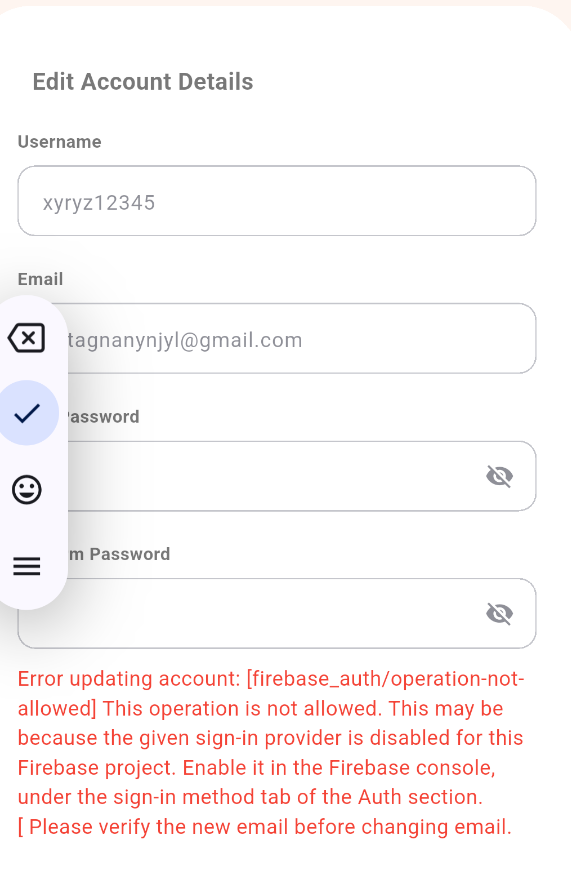 Edit Account Details
Username
xyryz12345
Email
tagnanynjyl@gmail.com
Password
m Password
Error updating account: [firebase_auth/operation-not-
allowed] This operation is not allowed. This may be
because the given sign-in provider is disabled for this
Firebase project. Enable it in the Firebase console,
under the sign-in method tab of the Auth section.
[ Please verify the new email before changing email.